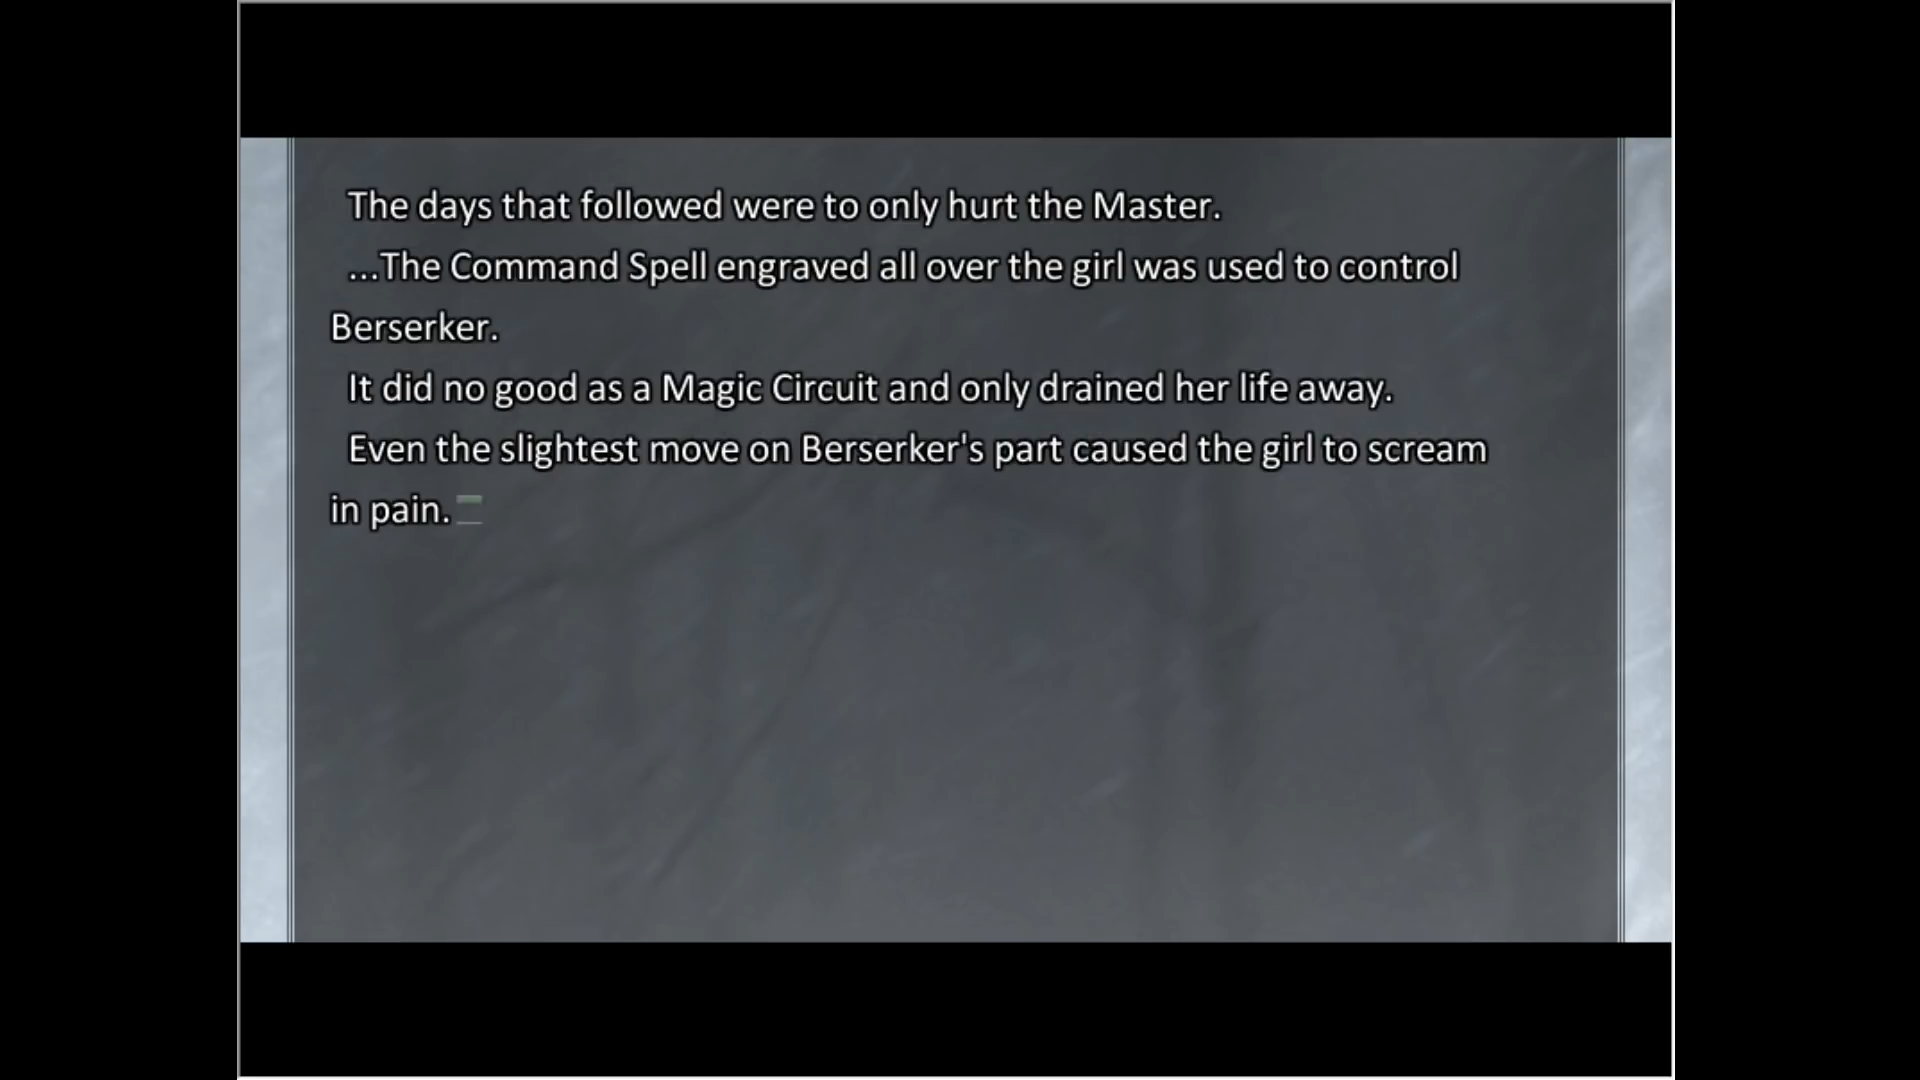 The days that followed were to only hurt the Master.
...The Command Spell engraved all over the girl was used to control
Berserker.
It did no good as a Magic Circuit and only drained her life away.
Even the slightest move on Berserker's part caused the girl to scream
in pain.